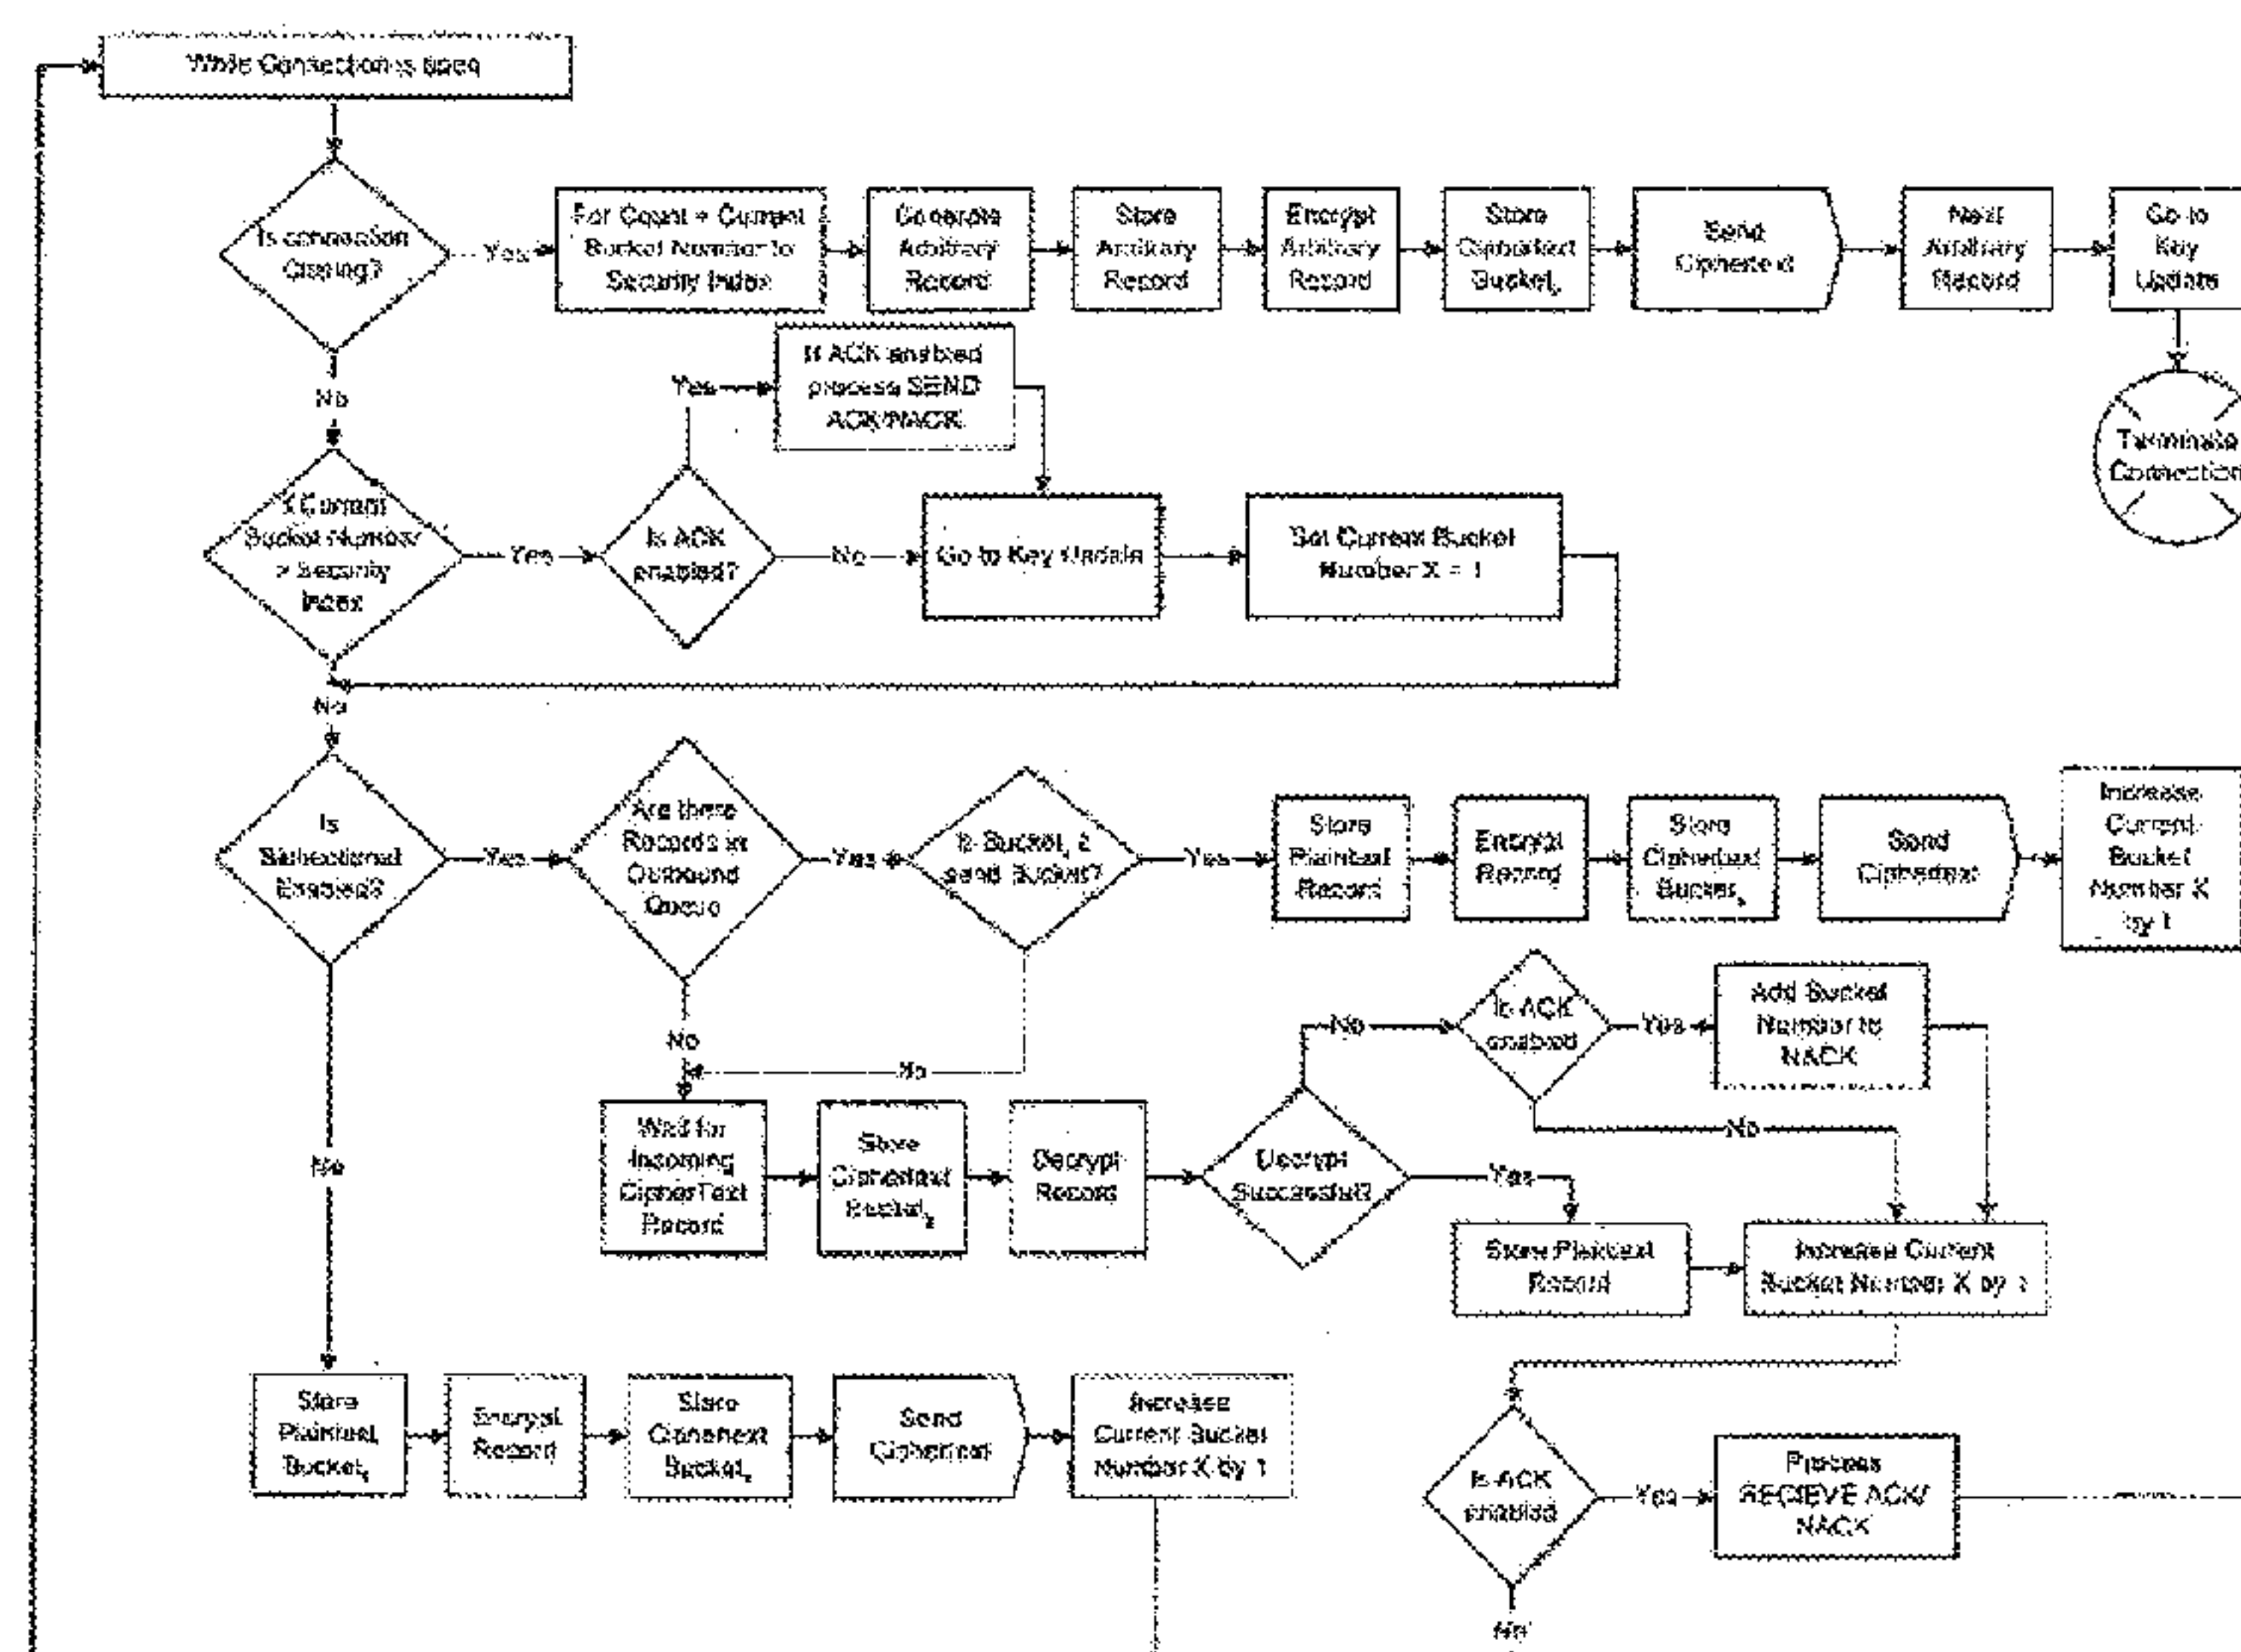 While Connection is open
Is connection
Closing?
Yes
For Count = Current
Bucket Number to
Security Index
Generate
Arbitrary
Record
Store
Arbitrary
Record
Encrypt
Arbitrary
Record
Store
Ciphertext
Bucket
Send
Ciphertext
Next
Arbitrary
Record
Go to
Key
Update
Terminate
Connection
No
Yes
If ACK enabled
process SEND
ACK/NACK
Current
Bucket Number
> Security
Index
Yes
Is ACK
enabled?
No
Go to Key Update
Set Current Bucket
Number X = 1
No
Is
Bidirectional
Enabled?
Yes
Are there
Records in
Outbound
Queue
Yes
Is Bucket a
send Bucket?
Yes
Store
Plaintext
Record
Encrypt
Record
Store
Ciphertext
Bucket
Send
Ciphertext
Increase
Current
Bucket
Number X
by 1
No
No
No
Is ACK
enabled
Yes
Add Bucket
Number to
NACK
No
Wait for
Incoming
CipherText
Record
Store
Ciphertext
Bucket
Decrypt
Record
Decrypt
Successful?
Yes
Store Plaintext
Record
Increase Current
Bucket Number X by 1
No
Store
Plaintext
Bucket
Encrypt
Record
Store
Ciphertext
Bucket
Send
Ciphertext
Increase
Current Bucket
Number X by 1
Is ACK
enabled
Yes
Process
RECIEVE ACK/
NACK
No